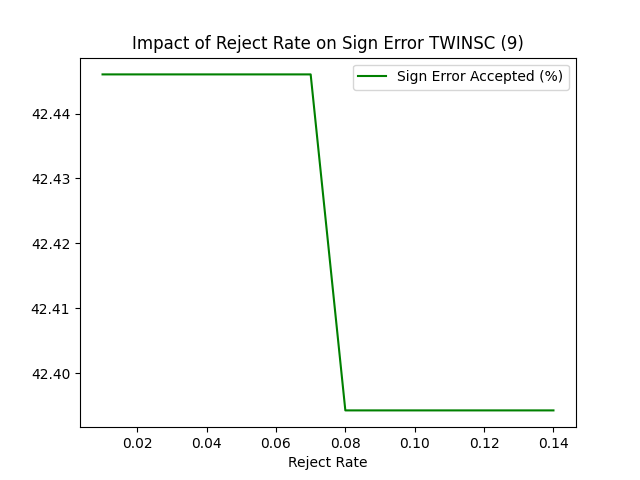 Impact of Reject Rate on Sign Error TWINSC (9)
Sign Error Accepted (%)
42.44
42.43
42.42
42.41
42.40
0.02 0.04 0.06 0.08 0.10 0.12 0.14
Reject Rate